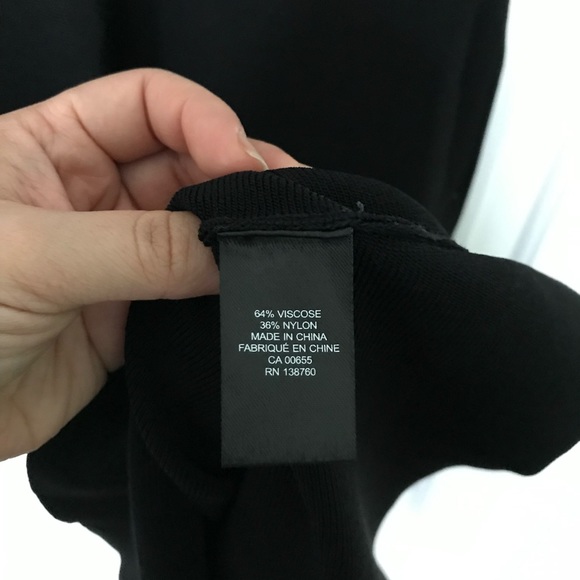 64% VISCOSE
36% NYLON
MADE IN CHINA
FABRIQUÉ EN CHINE
CA 00655
RN 138760